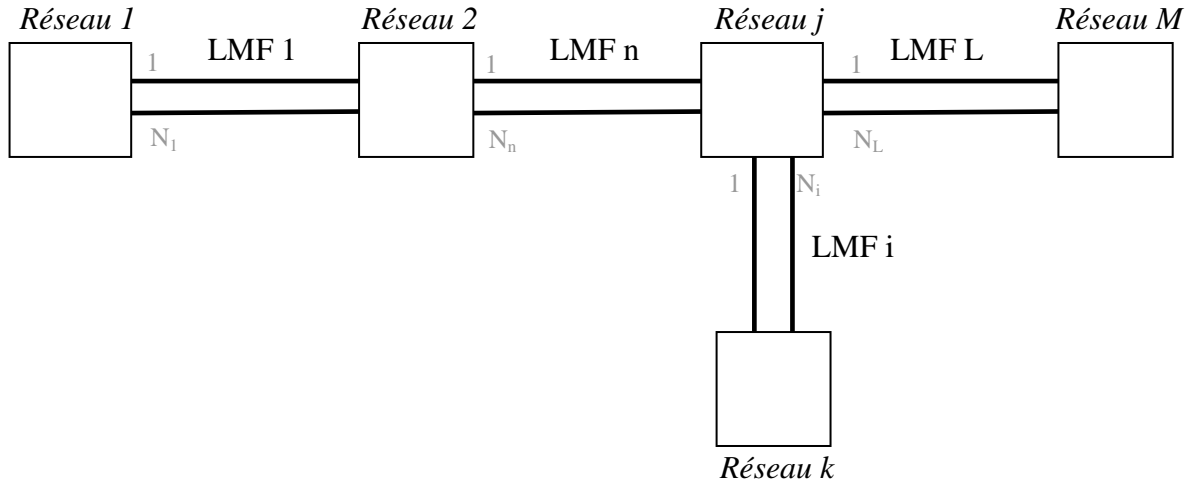 Réseau 1
Réseau 2
Réseau j
Réseau M
1
LMF 1
1
LMF n
1
LMF L
N₁
Nₙ
N_L
1
Nᵢ
LMF i
Réseau k